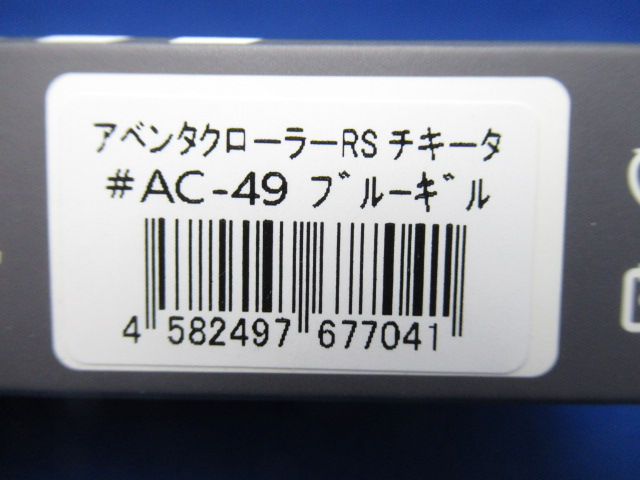 アベンタクローラーRS チキータ
#AC-49 ﾌﾞﾙｰｷﾞﾙ
4 582497 677041